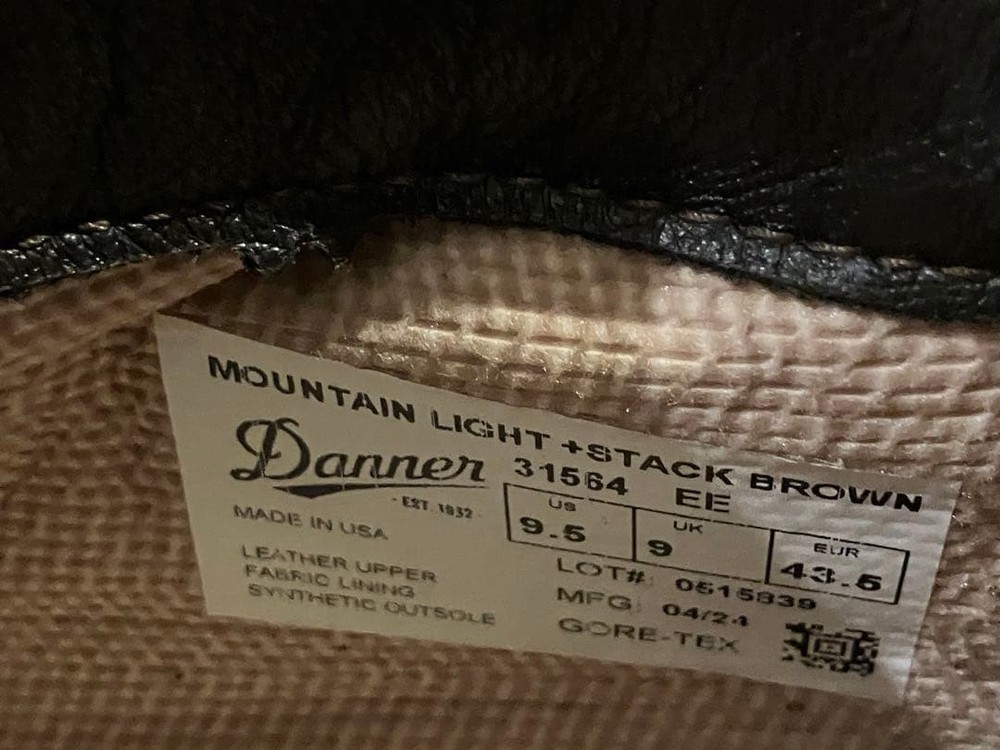 MOUNTAIN LIGHT +STACK BROWN
Danner 31564 EE
· EST. 1932
MADE IN USA
US 9.5 UK 9 EUR 43.5
LEATHER UPPER
FABRIC LINING
SYNTHETIC OUTSOLE
LOT#: 0515839
MFG: 04/24
GORE-TEX